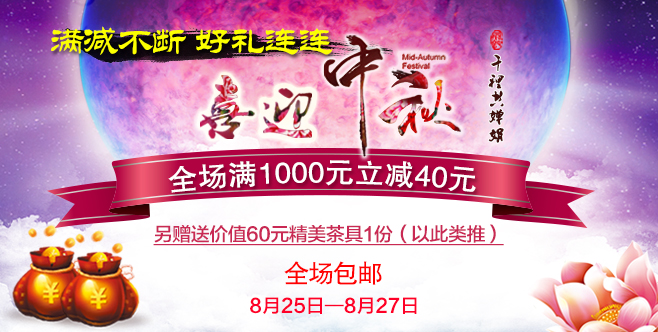 满减不断 好礼连连
喜迎中秋
Mid-Autumn
Festival
千裡共婵娟
全场满1000元立减40元
另赠送价值60元精美茶具1份（以此类推）
全场包邮
8月25日—8月27日
¥ ¥